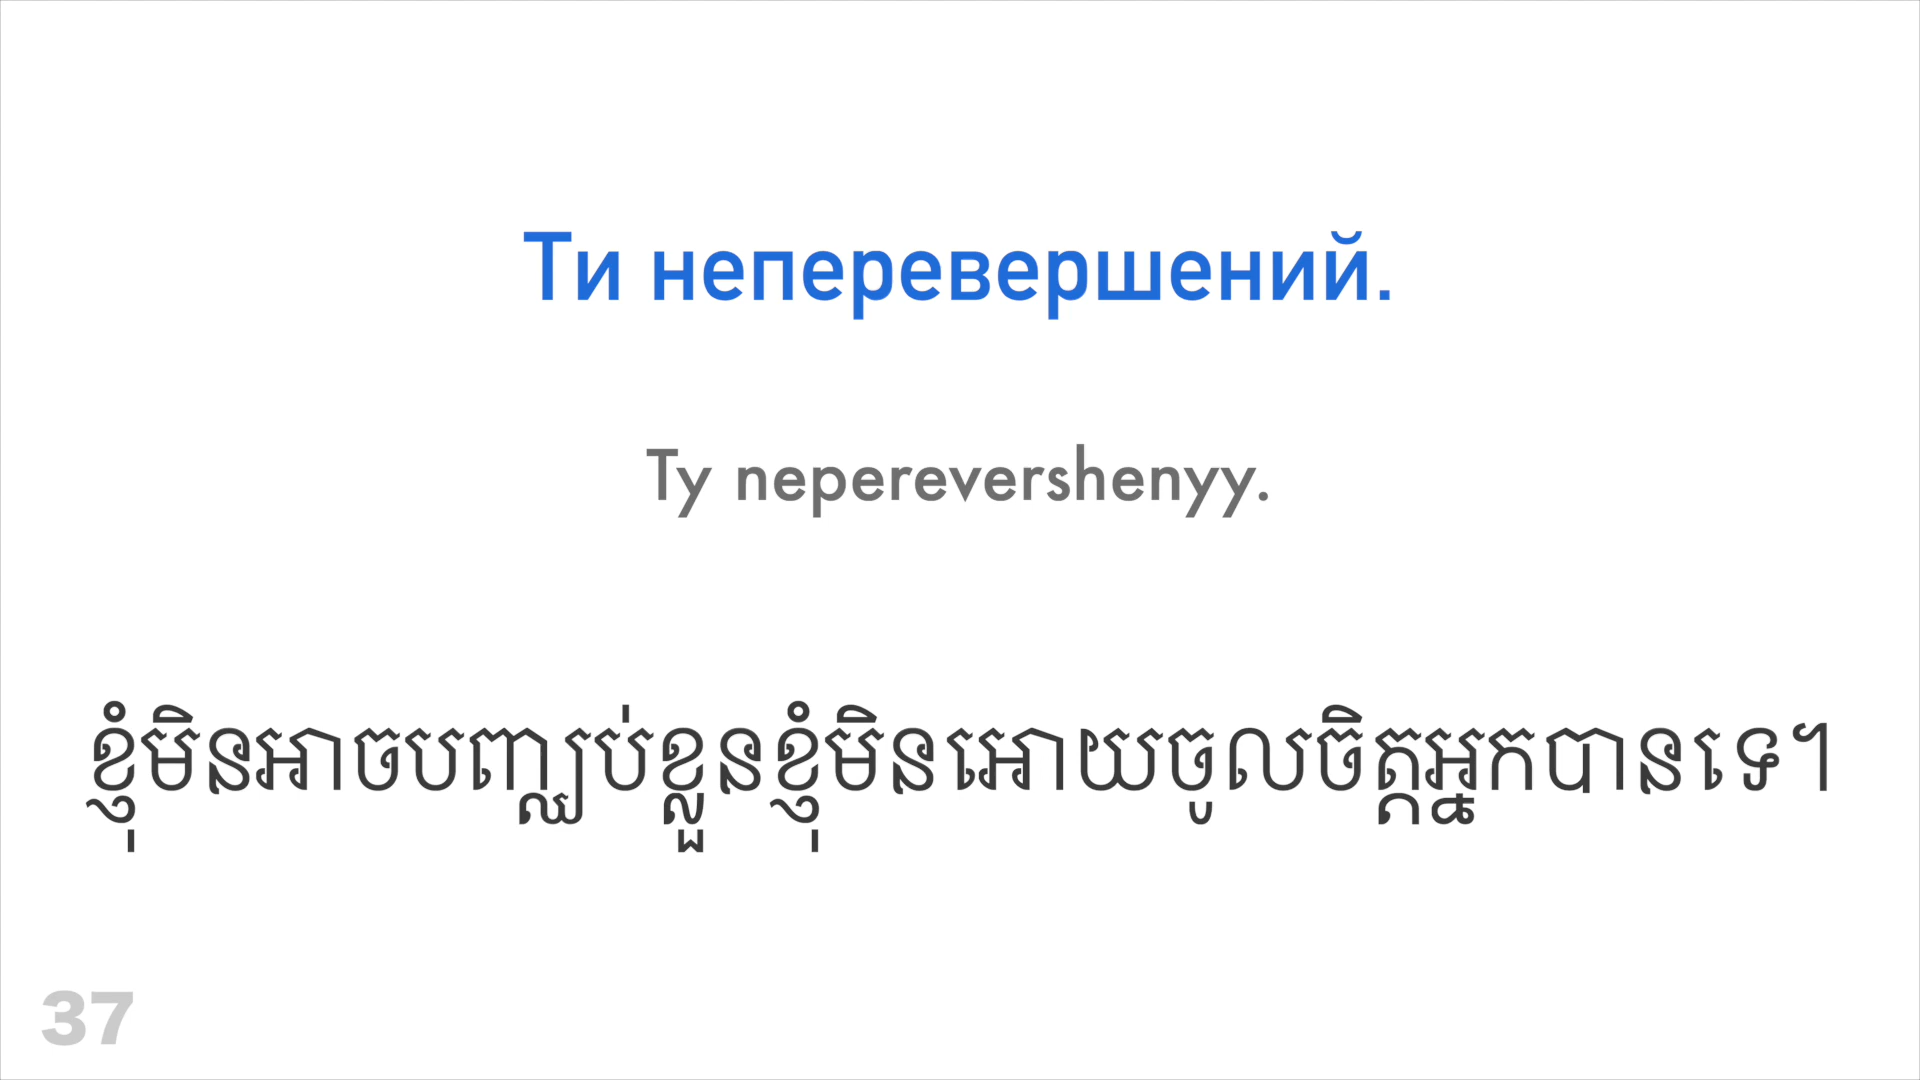 Ти неперевершений.
Ty neperevershenyy.
ខ្ញុំមិនអាចបញ្ឈប់ខ្លួនខ្ញុំមិនអោយចូលចិត្តអ្នកបានទេ។
37